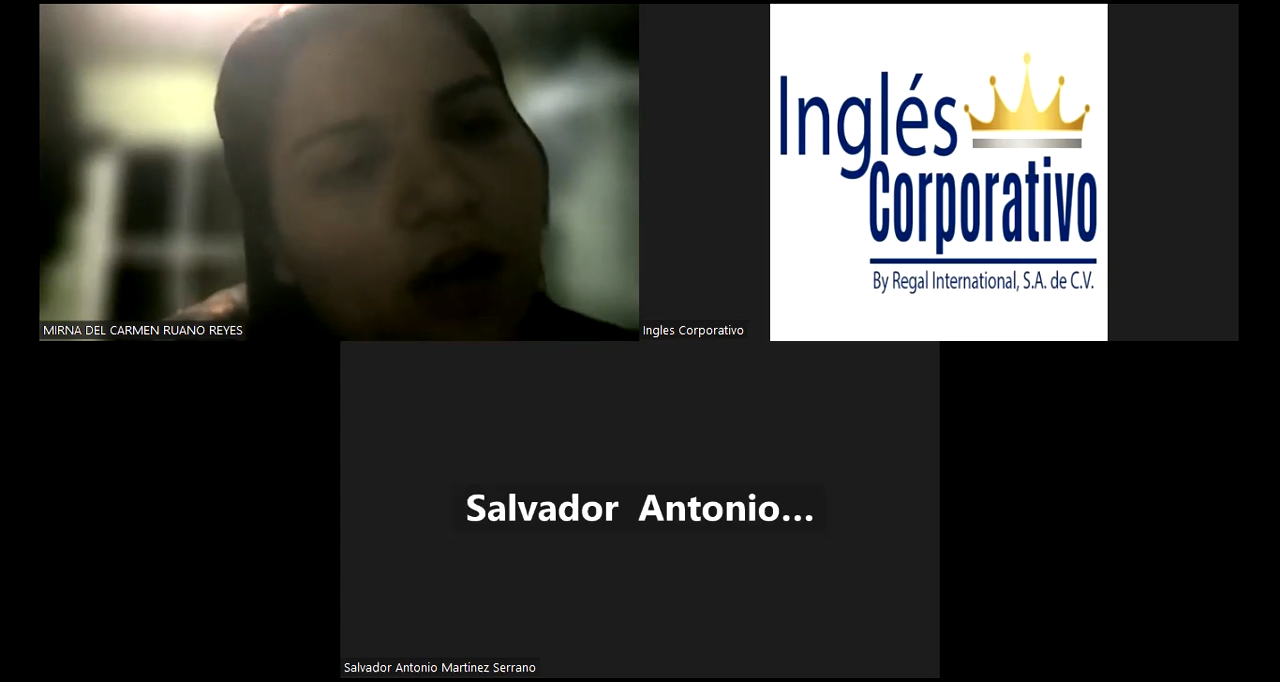 Inglés
Corporativo
By Regal International, S.A. de C.V.
MIRNA DEL CARMEN RUANO REYES
Ingles Corporativo
Salvador Antonio...
Salvador Antonio Martinez Serrano